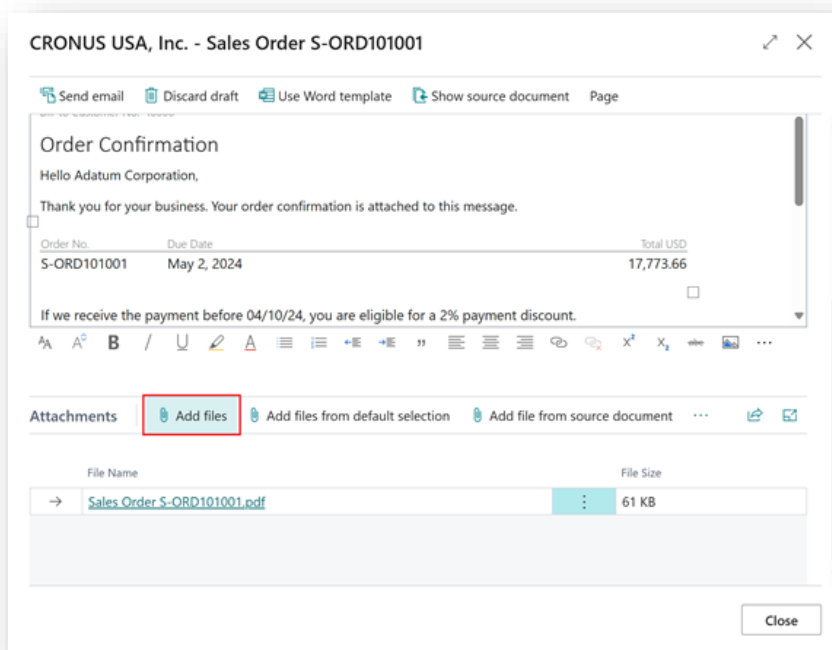 CRONUS USA, Inc. - Sales Order S-ORD101001
Send email Discard draft Use Word template Show source document Page
Order Confirmation
Hello Adatum Corporation,
Thank you for your business. Your order confirmation is attached to this message.
Order No. Due Date Total USD
S-ORD101001 May 2, 2024 17,773.66
If we receive the payment before 04/10/24, you are eligible for a 2% payment discount.
Attachments Add files Add files from default selection Add file from source document ...
File Name File Size
Sales Order S-ORD101001.pdf 61 KB
Close